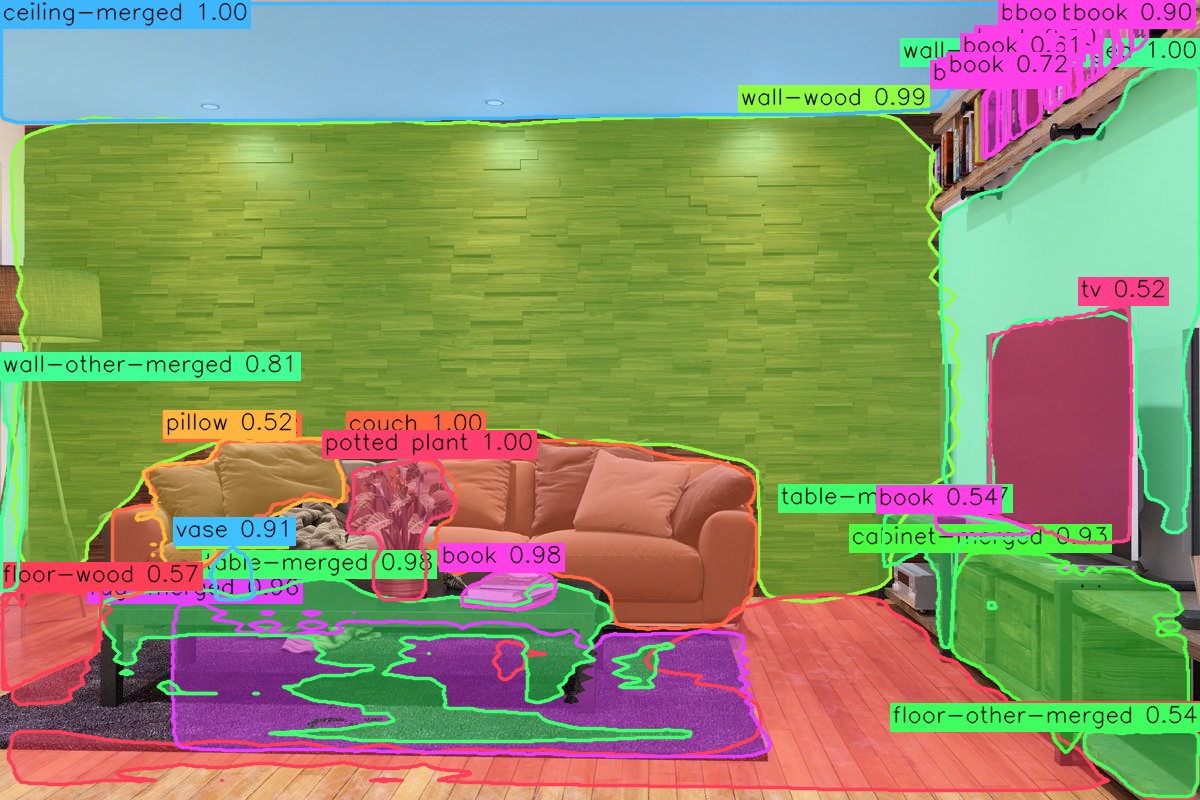 ceiling-merged 1.00
book 0.90
wall-
book 0.61
1.00
book 0.72
wall-wood 0.99
tv 0.52
wall-other-merged 0.81
pillow 0.52
couch 1.00
potted plant 1.00
book 0.547
vase 0.91
cabinet-merged 0.93
table-merged 0.98
book 0.98
floor-wood 0.57
floor-other-merged 0.54